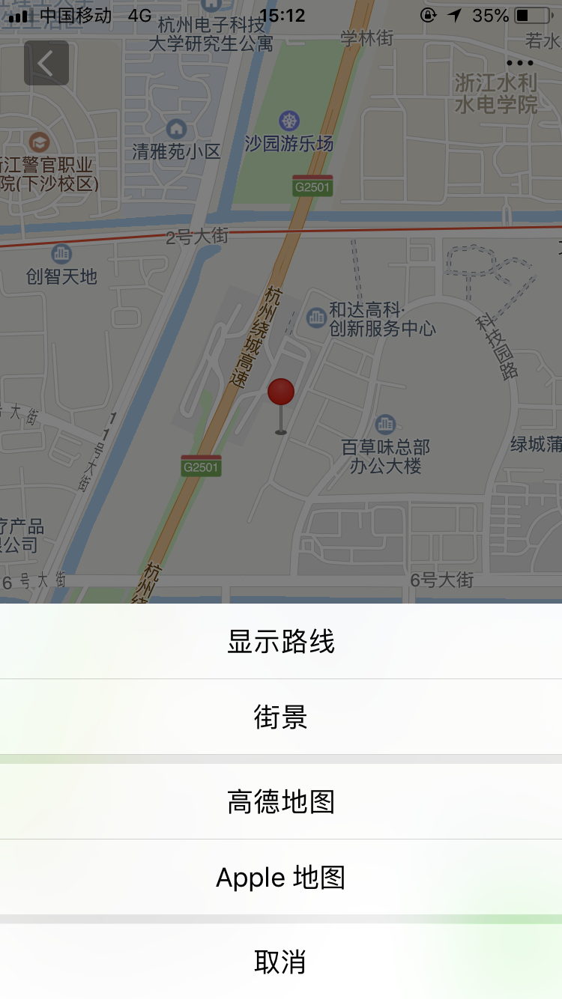 中国移动 4G 15:12 35%
杭州电子科技
大学研究生公寓
学林街
若水
浙江水利
水电学院
沙园游乐场
清雅苑小区
江警官职业
院(下沙校区)
G2501
2号大街
创智天地
杭州绕城高速
和达高科·
创新服务中心
科技园路
号大街
11号大街
百草味总部
办公大楼
绿城蒲
G2501
疗产品
公司
杭州
6号大街
6号大街
显示路线
街景
高德地图
Apple 地图
取消